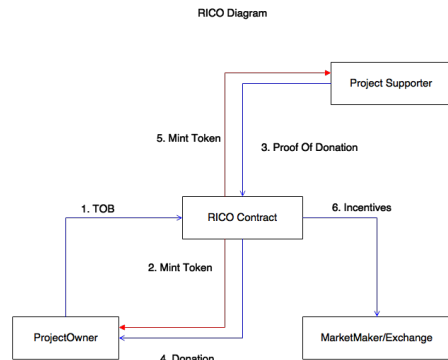 RICO Diagram
Project Supporter
5. Mint Token
3. Proof Of Donation
1. TOB
RICO Contract
6. Incentives
2. Mint Token
ProjectOwner
MarketMaker/Exchange
4. Donation